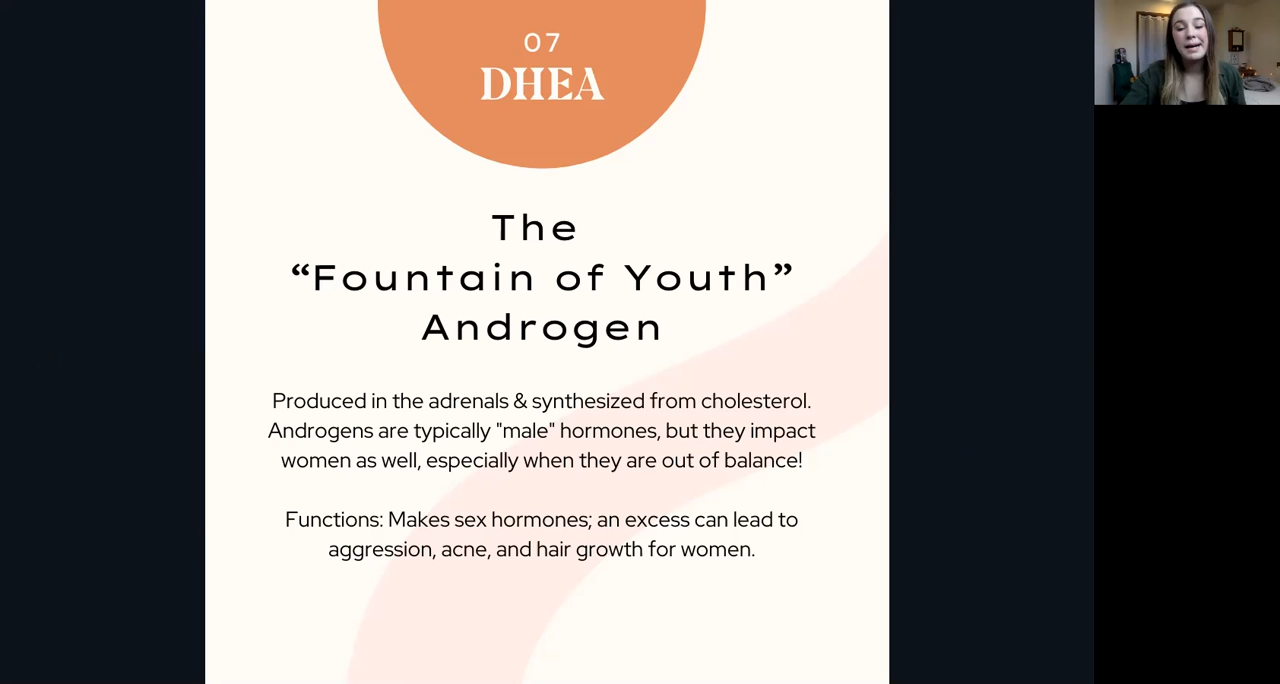 07
DHEA
The
“Fountain of Youth”
Androgen
Produced in the adrenals & synthesized from cholesterol.
Androgens are typically "male" hormones, but they impact
women as well, especially when they are out of balance!
Functions: Makes sex hormones; an excess can lead to
aggression, acne, and hair growth for women.